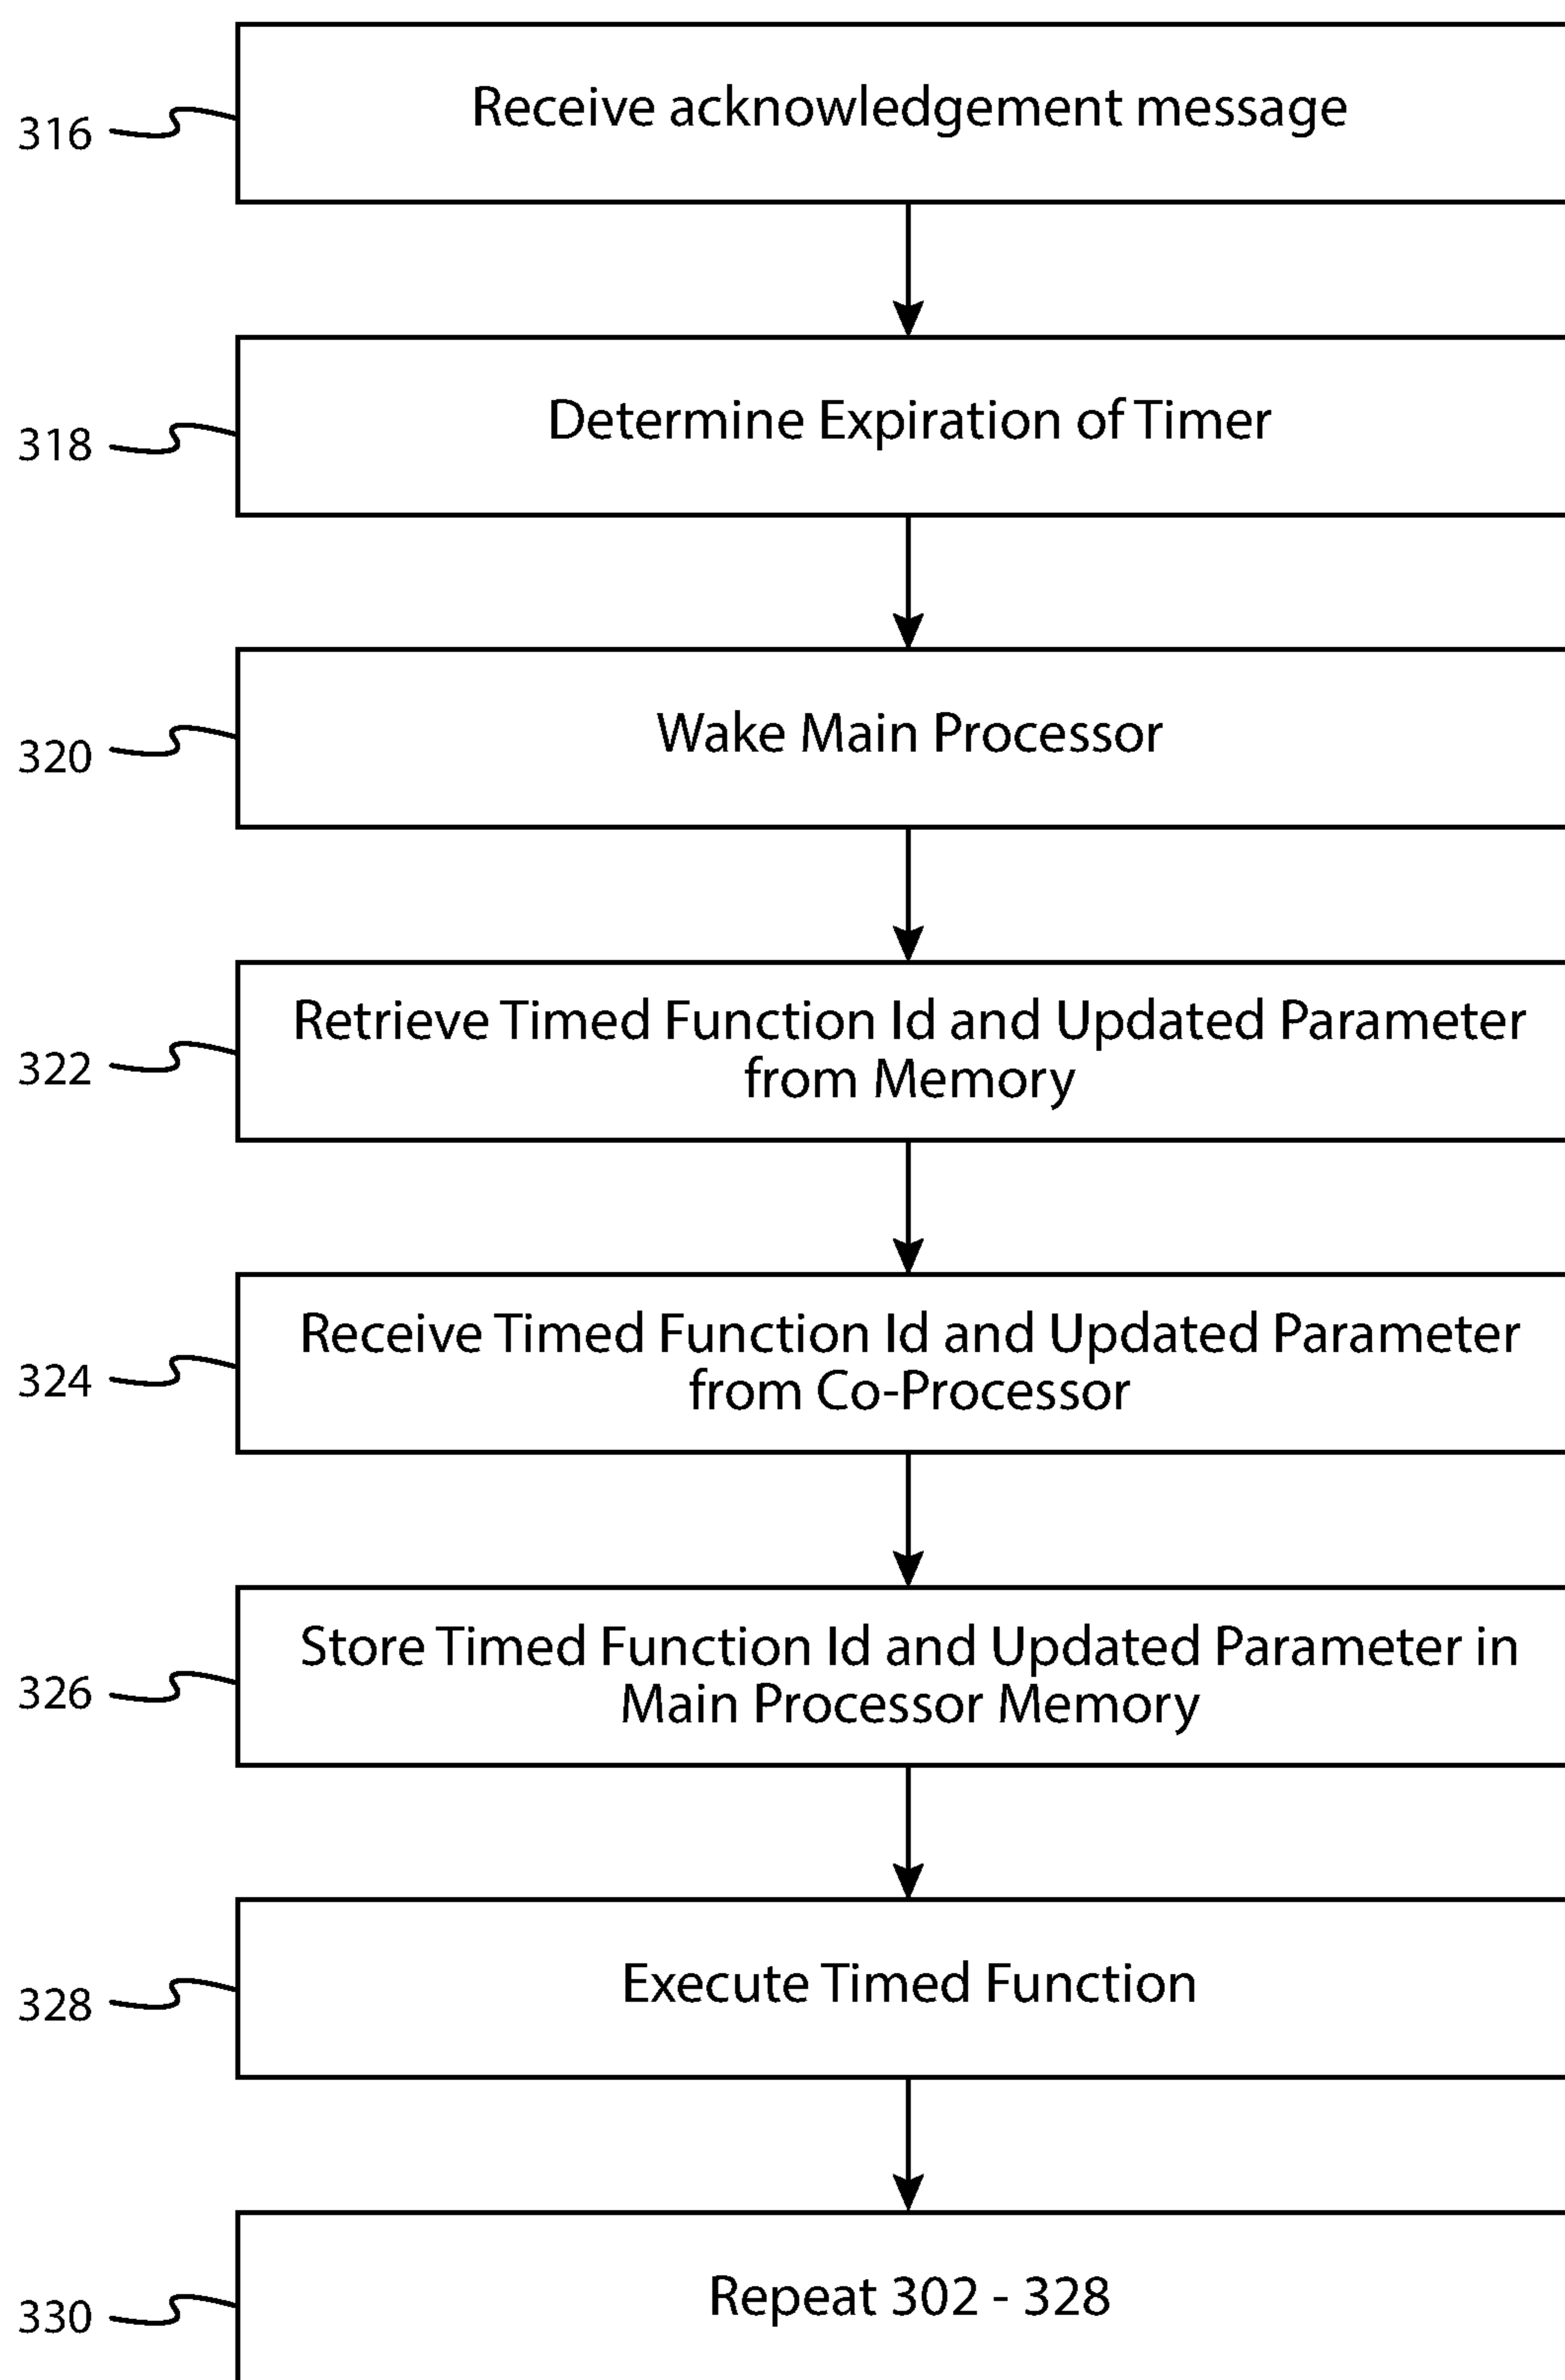 316
Receive acknowledgement message
318
Determine Expiration of Timer
320
Wake Main Processor
322
Retrieve Timed Function Id and Updated Parameter
from Memory
324
Receive Timed Function Id and Updated Parameter
from Co-Processor
326
Store Timed Function Id and Updated Parameter in
Main Processor Memory
328
Execute Timed Function
330
Repeat 302 - 328